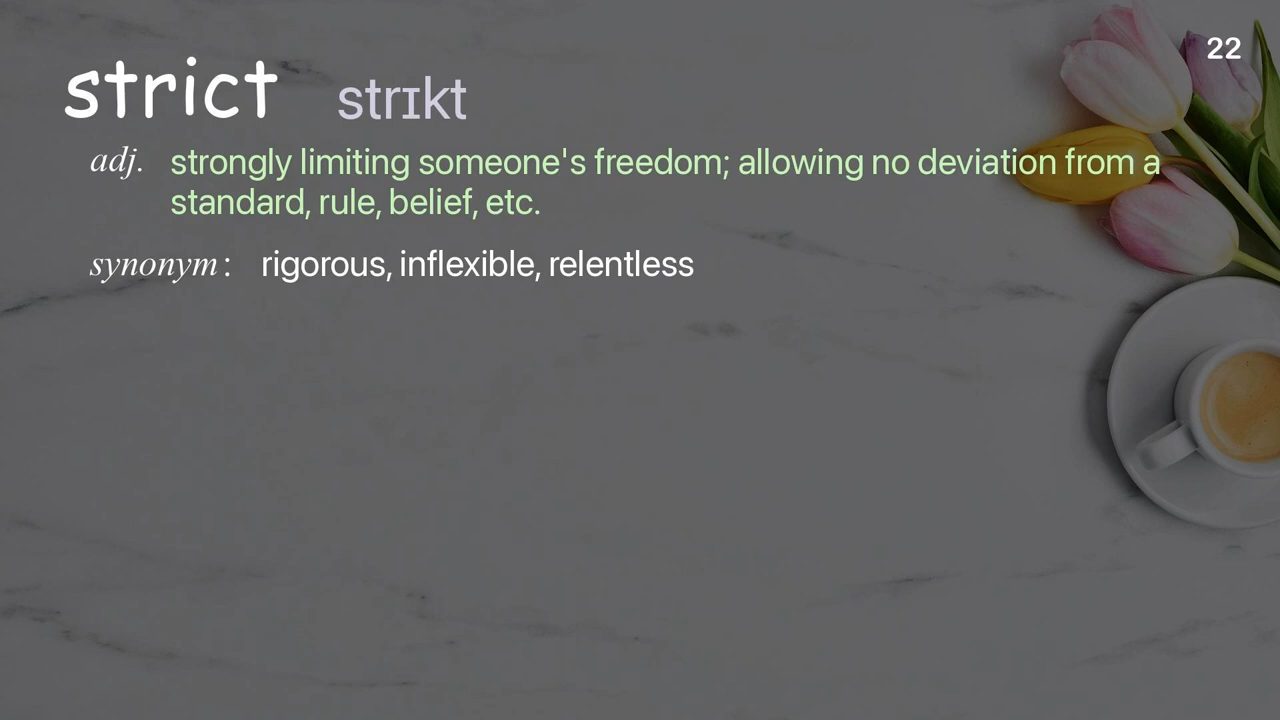 22
strict strɪkt
adj. strongly limiting someone's freedom; allowing no deviation from a
standard, rule, belief, etc.
synonym : rigorous, inflexible, relentless